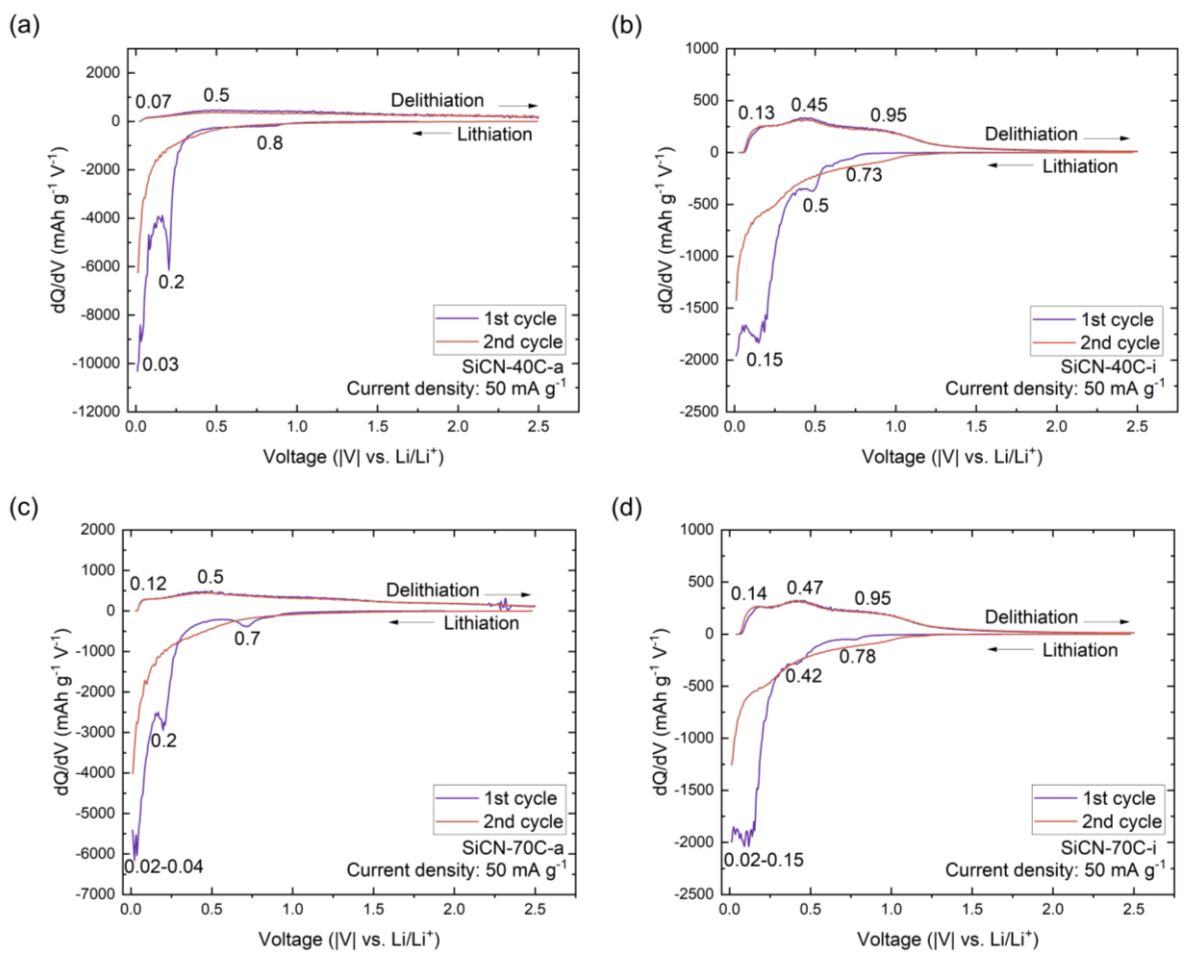 (a)
2000
0
-2000
-4000
-6000
-8000
-10000
-12000
dQ/dV (mAh g⁻¹ V⁻¹)
0.07
0.5
Delithiation
Lithiation
0.8
0.2
0.03
1st cycle
2nd cycle
SiCN-40C-a
Current density: 50 mA g⁻¹
0.0 0.5 1.0 1.5 2.0 2.5
Voltage (|V| vs. Li/Li⁺)
(b)
1000
500
0
-500
-1000
-1500
-2000
-2500
dQ/dV (mAh g⁻¹ V⁻¹)
0.13
0.45
0.95
Delithiation
Lithiation
0.73
0.5
0.15
1st cycle
2nd cycle
SiCN-40C-i
Current density: 50 mA g⁻¹
0.0 0.5 1.0 1.5 2.0 2.5
Voltage (|V| vs. Li/Li⁺)
(c)
2000
1000
0
-1000
-2000
-3000
-4000
-5000
-6000
-7000
dQ/dV (mAh g⁻¹ V⁻¹)
0.12
0.5
Delithiation
Lithiation
0.7
0.2
0.02-0.04
1st cycle
2nd cycle
SiCN-70C-a
Current density: 50 mA g⁻¹
0.0 0.5 1.0 1.5 2.0 2.5
Voltage (|V| vs. Li/Li⁺)
(d)
1000
500
0
-500
-1000
-1500
-2000
-2500
dQ/dV (mAh g⁻¹ V⁻¹)
0.14
0.47
0.95
Delithiation
Lithiation
0.78
0.42
0.02-0.15
1st cycle
2nd cycle
SiCN-70C-i
Current density: 50 mA g⁻¹
0.0 0.5 1.0 1.5 2.0 2.5
Voltage (|V| vs. Li/Li⁺)